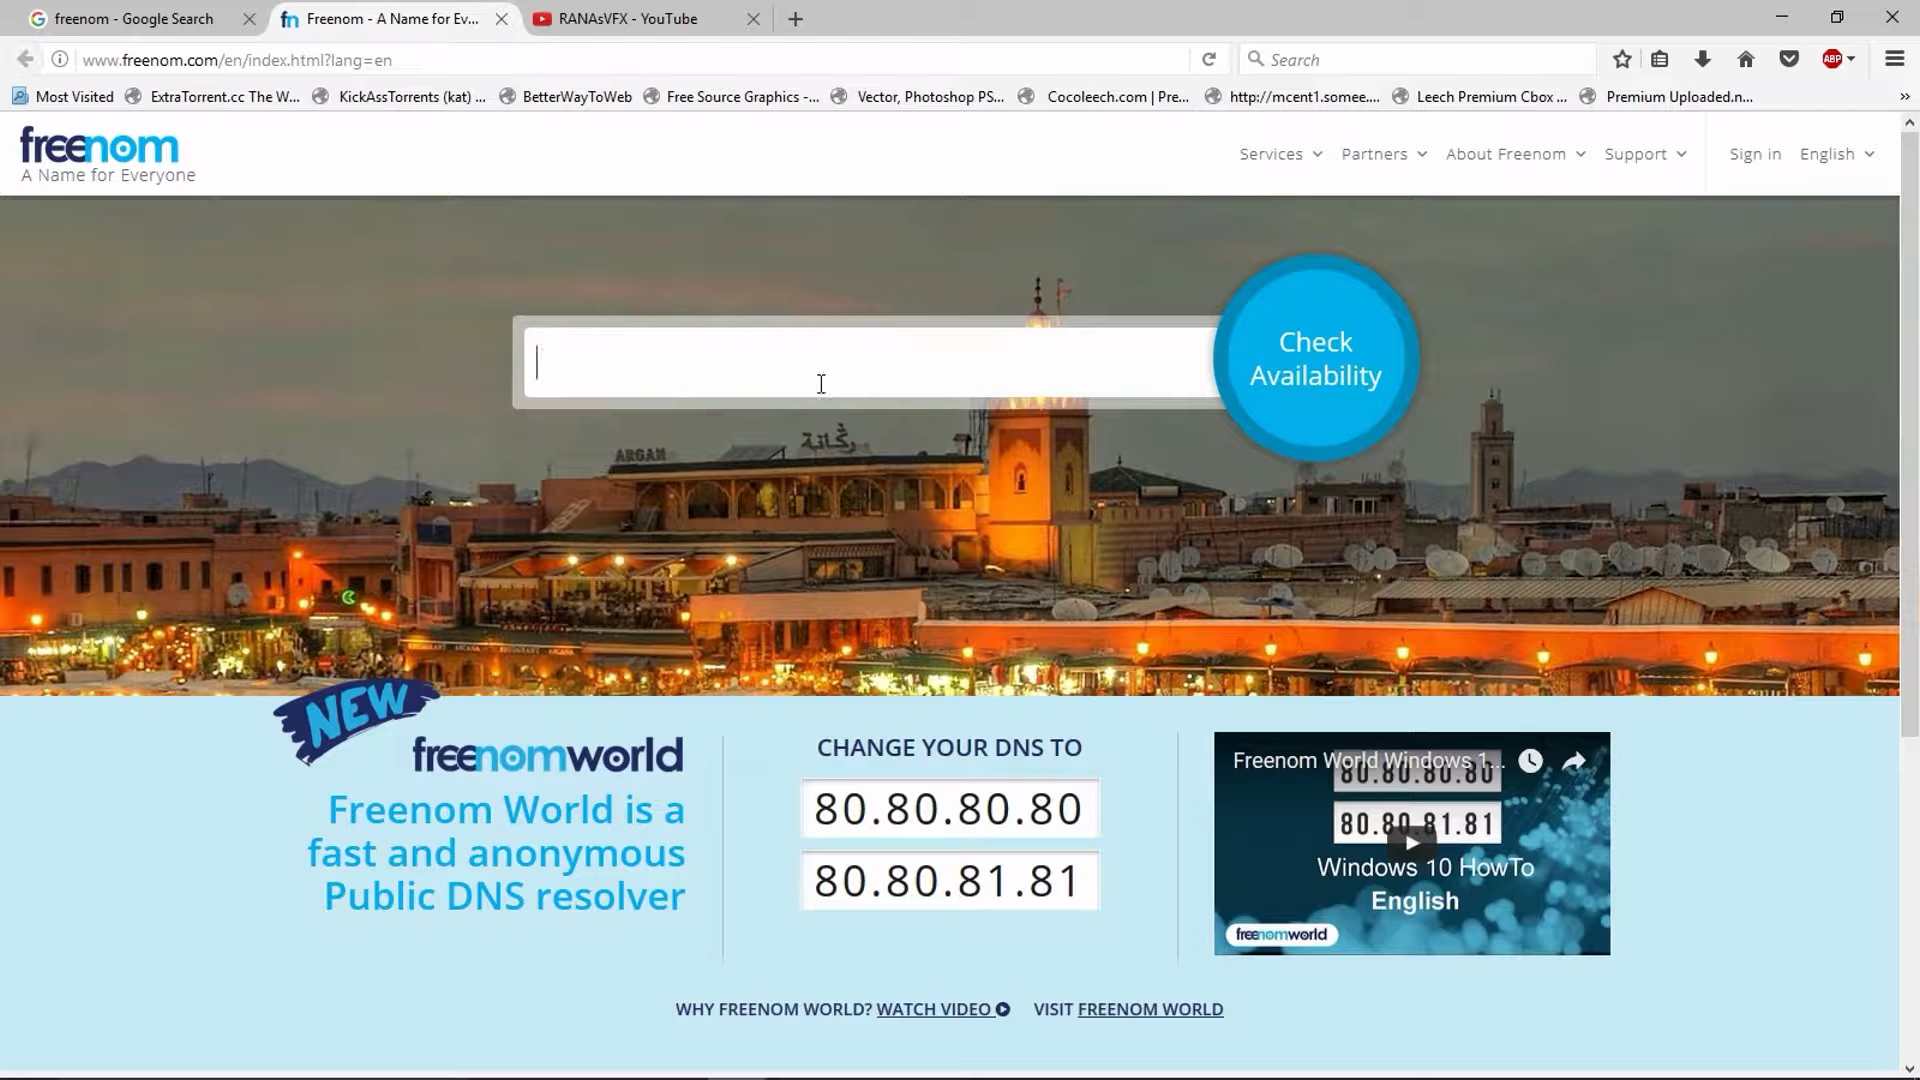 freenom - Google Search
Freenom - A Name for Ev...
RANAsVFX - YouTube
www.freenom.com/en/index.html?lang=en
Search
ABP
Most Visited
ExtraTorrent.cc The W...
KickAssTorrents (kat) ...
BetterWayToWeb
Free Source Graphics -...
Vector, Photoshop PS...
Cocoleech.com | Pre...
http://mcent1.somee....
Leech Premium Cbox ...
Premium Uploaded.n...
freenom
A Name for Everyone
Services
Partners
About Freenom
Support
Sign in
English
Check
Availability
ARGAN
NEW
freenomworld
Freenom World is a
fast and anonymous
Public DNS resolver
CHANGE YOUR DNS TO
80.80.80.80
80.80.81.81
Freenom World Windows 1...
80.80.80.80
80.80.81.81
Windows 10 HowTo
English
freenomworld
WHY FREENOM WORLD? WATCH VIDEO
VISIT FREENOM WORLD